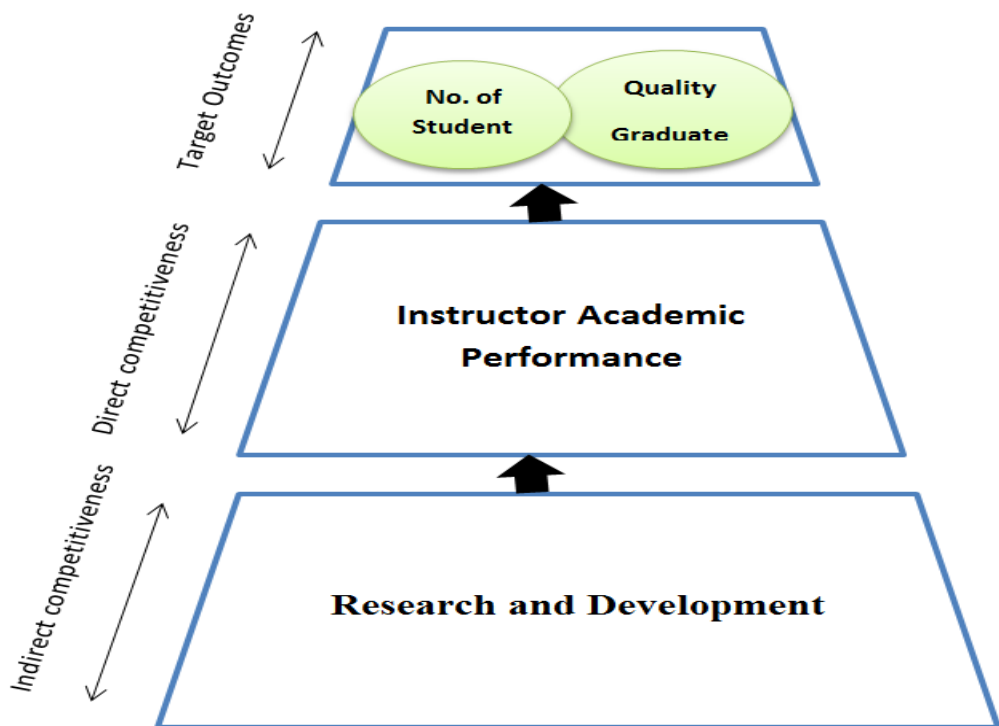 Target Outcomes
No. of
Student
Quality
Graduate
Direct competitiveness
Instructor Academic
Performance
Indirect competitiveness
Research and Development